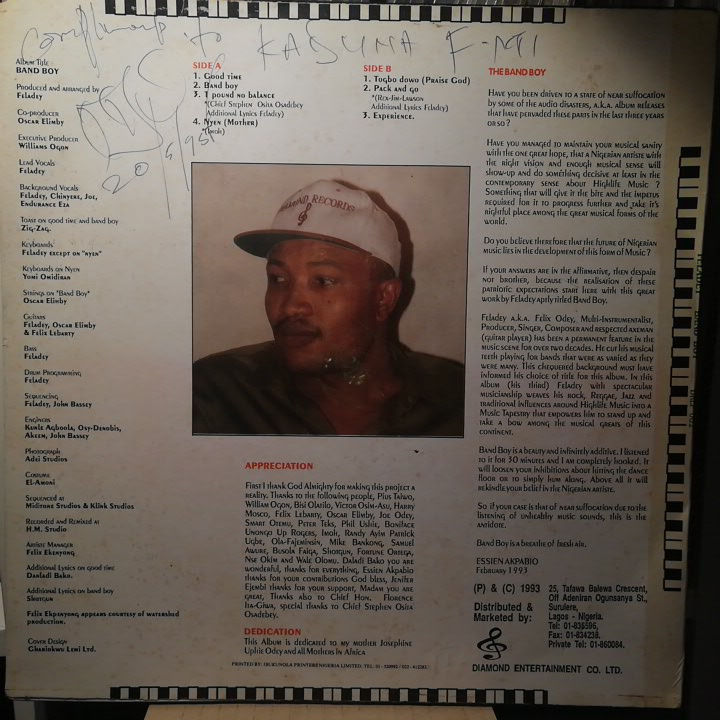 Compliments to KADUNA F-M
20/5/95
Album Title
BAND BOY
Produced and arranged by
Feladey
Co-producer
Oscar Elimby
Executive Producer
Williams Ogon
Lead Vocals
Feladey
Background Vocals
Feladey, Chinyere, Joe,
Endurance Eza
Toast on good time and band boy
Zig-Zag.
Keyboards
Feladey except on "nyen"
Keyboards on Nyen
Yomi Omidiran
Strings on "Band Boy"
Oscar Elimby
Guitars
Feladey, Oscar Elimby
& Felix Lebarty
Bass
Feladey
Drum Programming
Feladey
Sequencing
Feladey, John Bassey
Engineers
Kunle Agboola, Osy-Denobis,
Akeem, John Bassey
Photograph
Adei Studios
Costume
El-Amoni
Sequenced at
Miditone Studios & Klink Studios
Recorded and Remixed at
H.M. Studio
Artiste Manager
Felix Ekenyong
Additional Lyrics on good time
Danladi Bako.
Additional Lyrics on band boy
Shotgun
Felix Ekpenyong appears courtesy of watershed
production.
Cover Design
Lemi Ltd.
SIDE A
1. Good time
2. Band boy
3. 1 pound no balance
*(Chief Stephen Osita Osadebey
Additional Lyrics Feladey)
4. Nyen (Mother)
*(Imoh)
SIDE B
1. Togbo dowo (Praise God)
2. Pack and go
*(Rex-Jim-Lawson
Additional Lyrics Feladey)
3. Experience.
RECORDS
APPRECIATION
First I thank God Almighty for making this project a
reality. Thanks to the following people, Pius Taiwo,
William Ogon, Bisi Olatilo, Victor Osim-Asu, Harry
Mosco, Felix Lebarty, Oscar Elimby, Joe Odey,
Smart Otemu, Peter Teks, Phil Ushie, Boniface
Unongo Up Rogers, Imoh, Randy Ayim Patrick
Ugbe, Ola-Fajeminsin, Mike Bankong, Samuel
Awure, Busola Faiga, Shotgun, Fortune Ortega,
Nse Okim and Wale Olomu. Daladi Bako you are
wonderful, thanks for everything, Essien Akpabio
thanks for your contributions God bless, Jenifer
Ejembi thanks for your support, Madam you are
great, Thanks also to Chief Hon. Florence
Ita-Giwa, special thanks to Chief Stephen Osita
Osadebey.
DEDICATION
This Album is dedicated to my mother Josephine
Uphie Odey and all Mothers In Africa
THE BAND BOY
Have you been driven to a state of near suffocation
by some of the audio disasters, a.k.a. album releases
that have pervaded these parts in the last three years
or so?
Have you managed to maintain your musical sanity
with the one great hope, that a Nigerian artiste with
the right vision and enough musical sense will
show-up and do something decisive at least in the
contemporary sense about Highlife Music ?
Something that will give it the bite and the impetus
required for it to progress further and take it's
rightful place among the great musical forms of the
world.
Do you believe therefore that the future of Nigerian
music lies in the development of this form of Music?
If your answers are in the affirmative, then despair
not brother, because the realisation of these
patriotic expectations start here with this great
work by Feladey aptly titled Band Boy.
Feladey a.k.a. Felix Odey, Multi-Instrumentalist,
Producer, Singer, Composer and respected axeman
(guitar player) has been a permanent feature in the
music scene for over two decades. He cut his musical
teeth playing for bands that were as varied as they
were many. This chequered background must have
informed his choice of title for this album. In this
album (his third) Feladey with spectacular
musicianship weaves his rock, Reggae, Jazz and
traditional influences around Highlife Music into a
Music Tapestry that empowers him to stand up and
take a bow among the musical greats of this
continent.
Band Boy is a beauty and infinitely additive. I listened
to it for 30 minutes and I am completely hooked. It
will loosen your inhibitions about hitting the dance
floor or to simply hum along. Above all it will
rekindle your belief in the Nigerian artiste.
So if your case is that of near suffocation due to the
listening of unhealthy music sounds, this is the
antidote.
Band Boy is a breathe of fresh air.
ESSIEN AKPABIO
February 1993
(P) & (C) 1993
Distributed &
Marketed by:
25, Tafawa Balewa Crescent,
Off Adeniran Ogunsanya St.,
Surulere,
Lagos - Nigeria.
Tel: 01-836596,
Fax: 01-834238.
Private Tel: 01-860084.
DIAMOND ENTERTAINMENT CO. LTD.